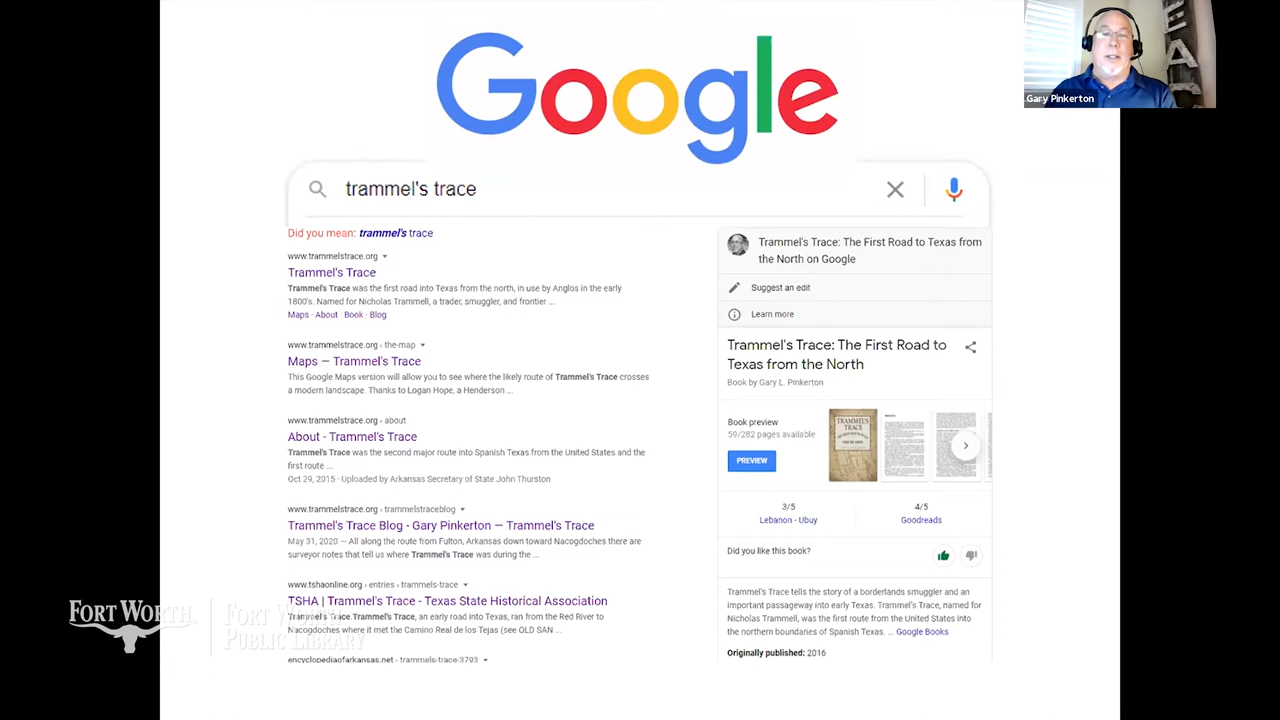 Google
Gary Pinkerton
trammel's trace
Did you mean: trammel's trace
www.trammelstrace.org
Trammel's Trace
Trammel's Trace was the first road into Texas from the north, in use by Anglos in the early
1800's. Named for Nicholas Trammell, a trader, smuggler, and frontier ...
Maps · About · Book · Blog
www.trammelstrace.org › the-map
Maps — Trammel's Trace
This Google Maps version will allow you to see where the likely route of Trammel's Trace crosses
a modern landscape. Thanks to Logan Hope, a Henderson ...
www.trammelstrace.org › about
About - Trammel's Trace
Trammel's Trace was the second major route into Spanish Texas from the United States and the
first route ...
Oct 29, 2015 · Uploaded by Arkansas Secretary of State John Thurston
www.trammelstrace.org › trammelstraceblog
Trammel's Trace Blog - Gary Pinkerton — Trammel's Trace
May 31, 2020 — All along the route from Fulton, Arkansas down toward Nacogdoches there are
surveyor notes that tell us where Trammel's Trace was during the ...
www.tshaonline.org › entries › trammels-trace
TSHA | Trammel's Trace - Texas State Historical Association
Trammel's Trace.Trammel's Trace, an early road into Texas, ran from the Red River to
Nacogdoches where it met the Camino Real de los Tejas (see OLD SAN ...
encyclopediaofarkansas.net › trammels-trace-3793
Trammel's Trace: The First Road to Texas from
the North on Google
Suggest an edit
Learn more
Trammel's Trace: The First Road to
Texas from the North
Book by Gary L. Pinkerton
Book preview
59/282 pages available
PREVIEW
TRAMMEL'S
TRACE
3/5
Lebanon - Ubuy
4/5
Goodreads
Did you like this book?
Trammel's Trace tells the story of a borderlands smuggler and an
important passageway into early Texas. Trammel's Trace, named for
Nicholas Trammell, was the first route from the United States into
the northern boundaries of Spanish Texas. ... Google Books
Originally published: 2016
FORT WORTH
FORT WORTH
PUBLIC LIBRARY